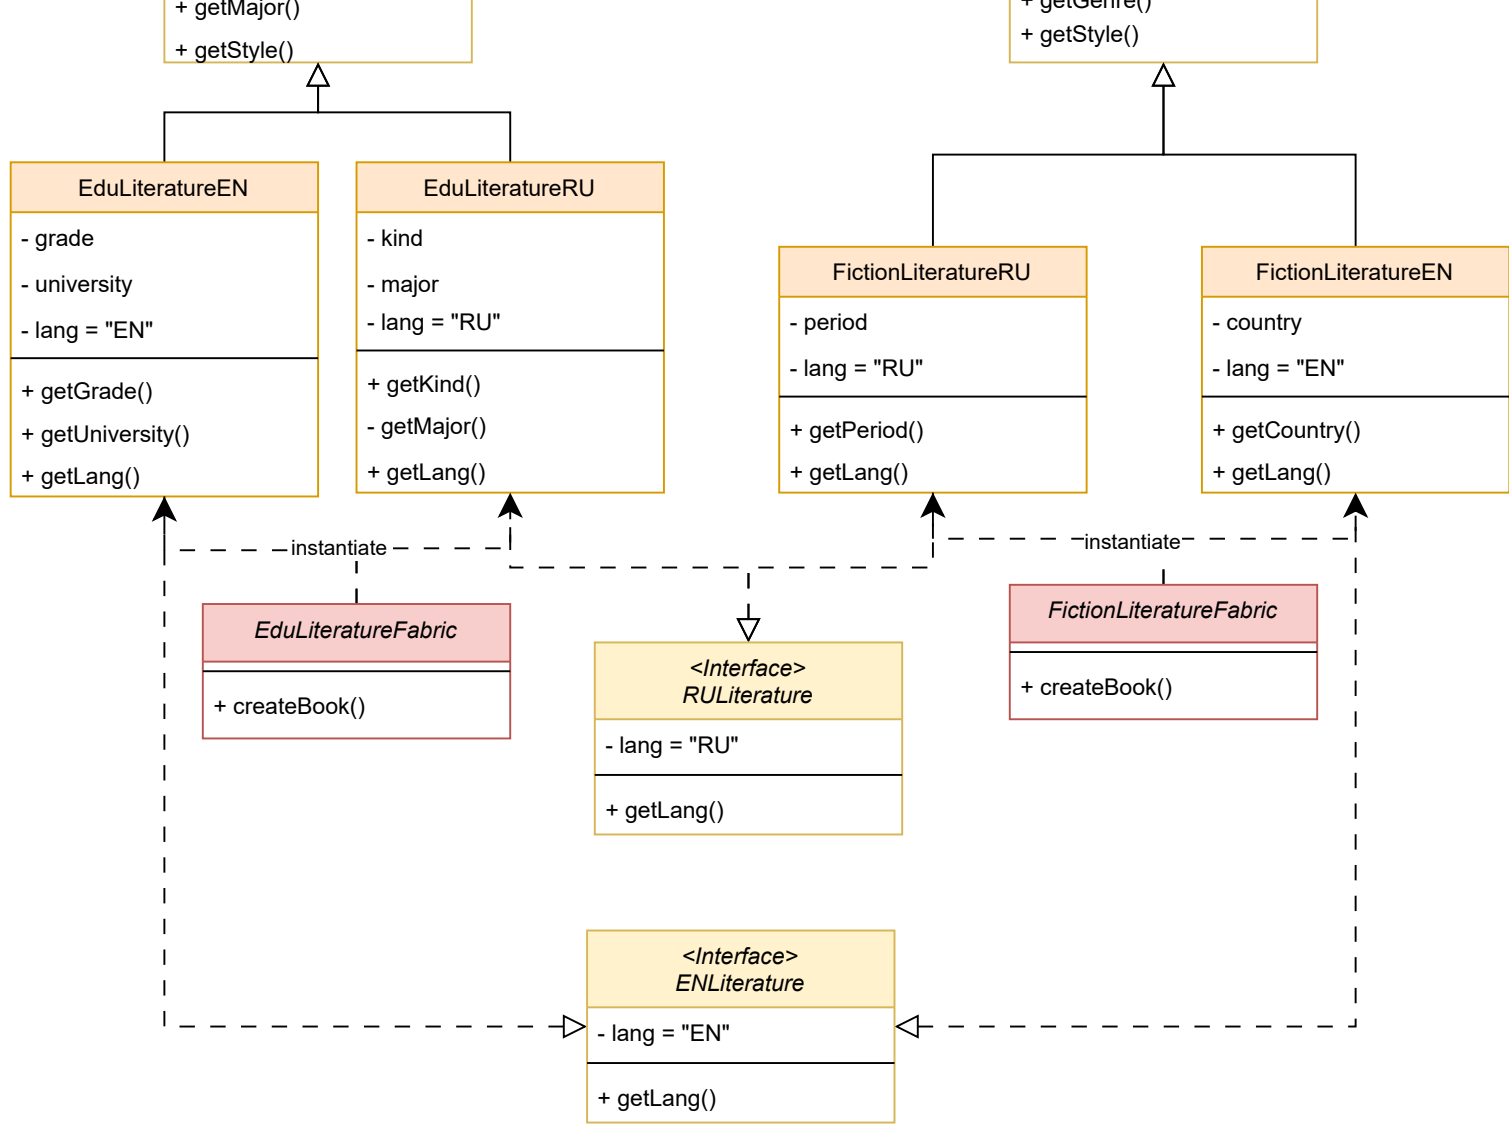 + getMajor()
+ getStyle()
+ getGenre()
+ getStyle()
EduLiteratureEN
- grade
- university
- lang = "EN"
+ getGrade()
+ getUniversity()
+ getLang()
EduLiteratureRU
- kind
- major
- lang = "RU"
+ getKind()
- getMajor()
+ getLang()
FictionLiteratureRU
- period
- lang = "RU"
+ getPeriod()
+ getLang()
FictionLiteratureEN
- country
- lang = "EN"
+ getCountry()
+ getLang()
instantiate
instantiate
EduLiteratureFabric
+ createBook()
<Interface>
RULiterature
- lang = "RU"
+ getLang()
FictionLiteratureFabric
+ createBook()
<Interface>
ENLiterature
- lang = "EN"
+ getLang()